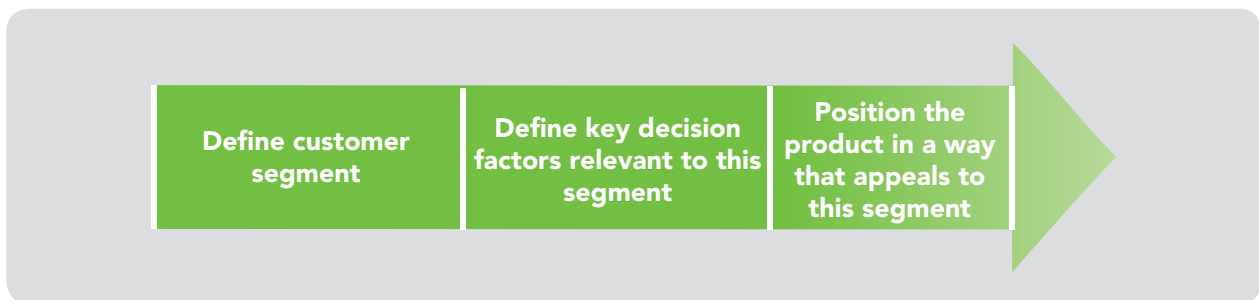 Define customer
segment
Define key decision
factors relevant to this
segment
Position the
product in a way
that appeals to
this segment